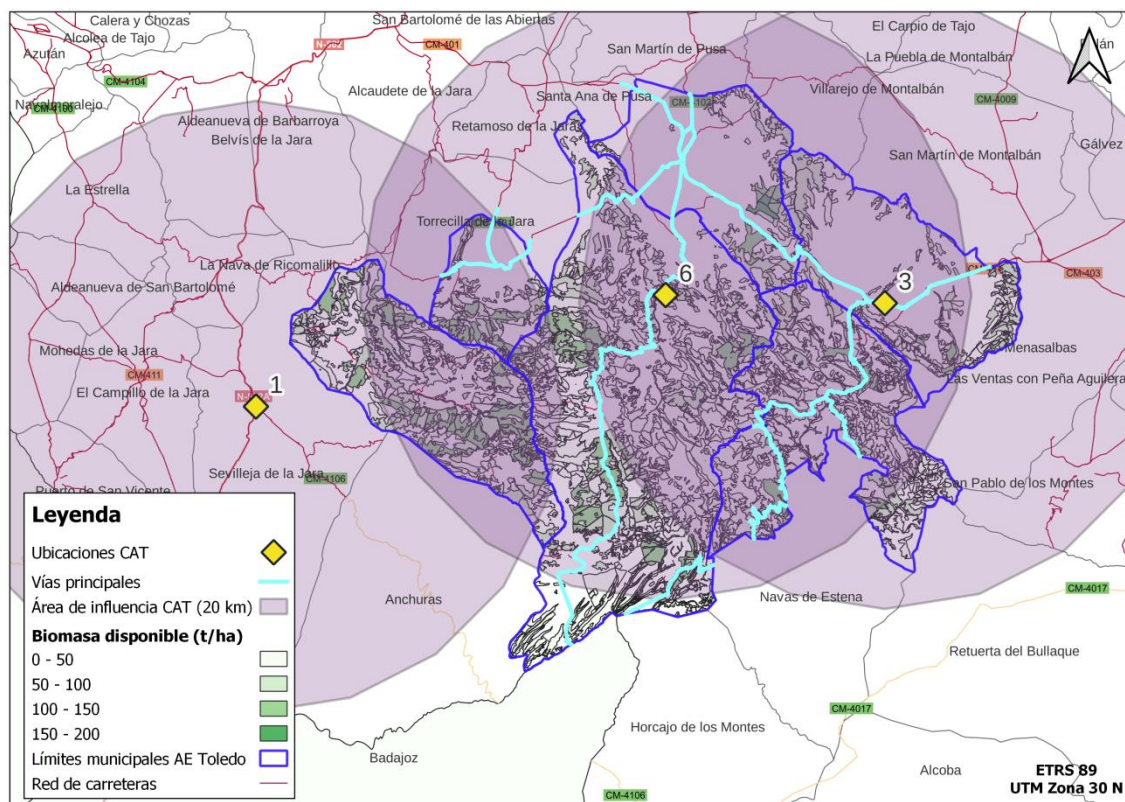 Calera y Chozas
San Bartolomé de las Abiertas
El Carpio de Tajo
Alcolea de Tajo
N-502
CM-401
Azután
San Martín de Pusa
La Puebla de Montalbán
CM-4104
Alcaudete de la Jara
Villarejo de Montalbán
Navalmoralejo
CM-4100
Santa Ana de Pusa
CM-4009
Aldeanueva de Barbarroya
Retamoso de la Jara
Belvís de la Jara
Gálvez
San Martín de Montalbán
La Estrella
Torrecilla de la Jara
La Nava de Ricomalillo
CM-403
6
3
Aldeanueva de San Bartolomé
Mohedas de la Jara
Menasalbas
CM-411
El Campillo de la Jara
1
Las Ventas con Peña Aguilera
Sevilleja de la Jara
CM-4106
San Pablo de los Montes
Puerto de San Vicente
Leyenda
Ubicaciones CAT
Vías principales
Área de influencia CAT (20 km)
Biomasa disponible (t/ha)
0 - 50
50 - 100
100 - 150
150 - 200
Límites municipales AE Toledo
Red de carreteras
Anchuras
Navas de Estena
CM-4017
Retuerta del Bullaque
CM-4017
Horcajo de los Montes
Badajoz
Alcoba
CM-4106
ETRS 89
UTM Zona 30 N